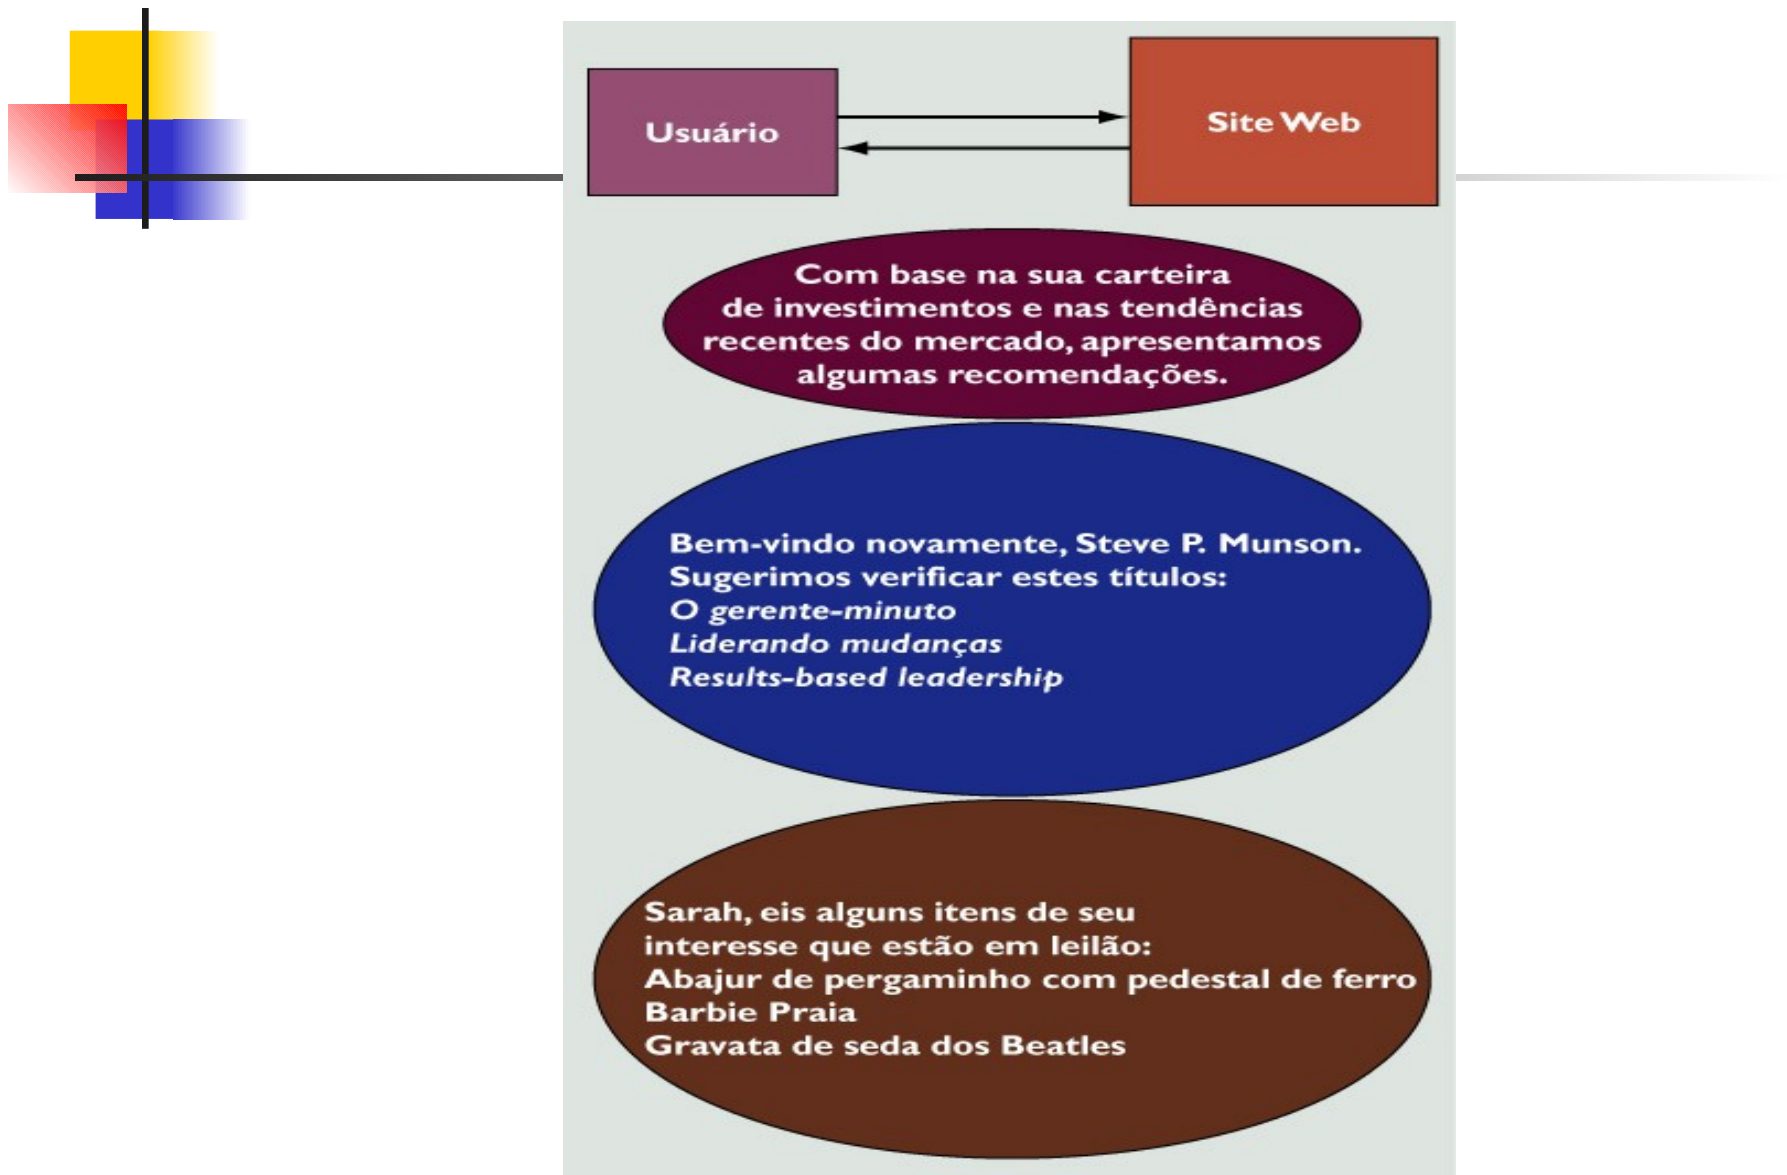 Usuário
Site Web
Com base na sua carteira
de investimentos e nas tendências
recentes do mercado, apresentamos
algumas recomendações.
Bem-vindo novamente, Steve P. Munson.
Sugerimos verificar estes títulos:
O gerente-minuto
Liderando mudanças
Results-based leadership
Sarah, eis alguns itens de seu
interesse que estão em leilão:
Abajur de pergaminho com pedestal de ferro
Barbie Praia
Gravata de seda dos Beatles